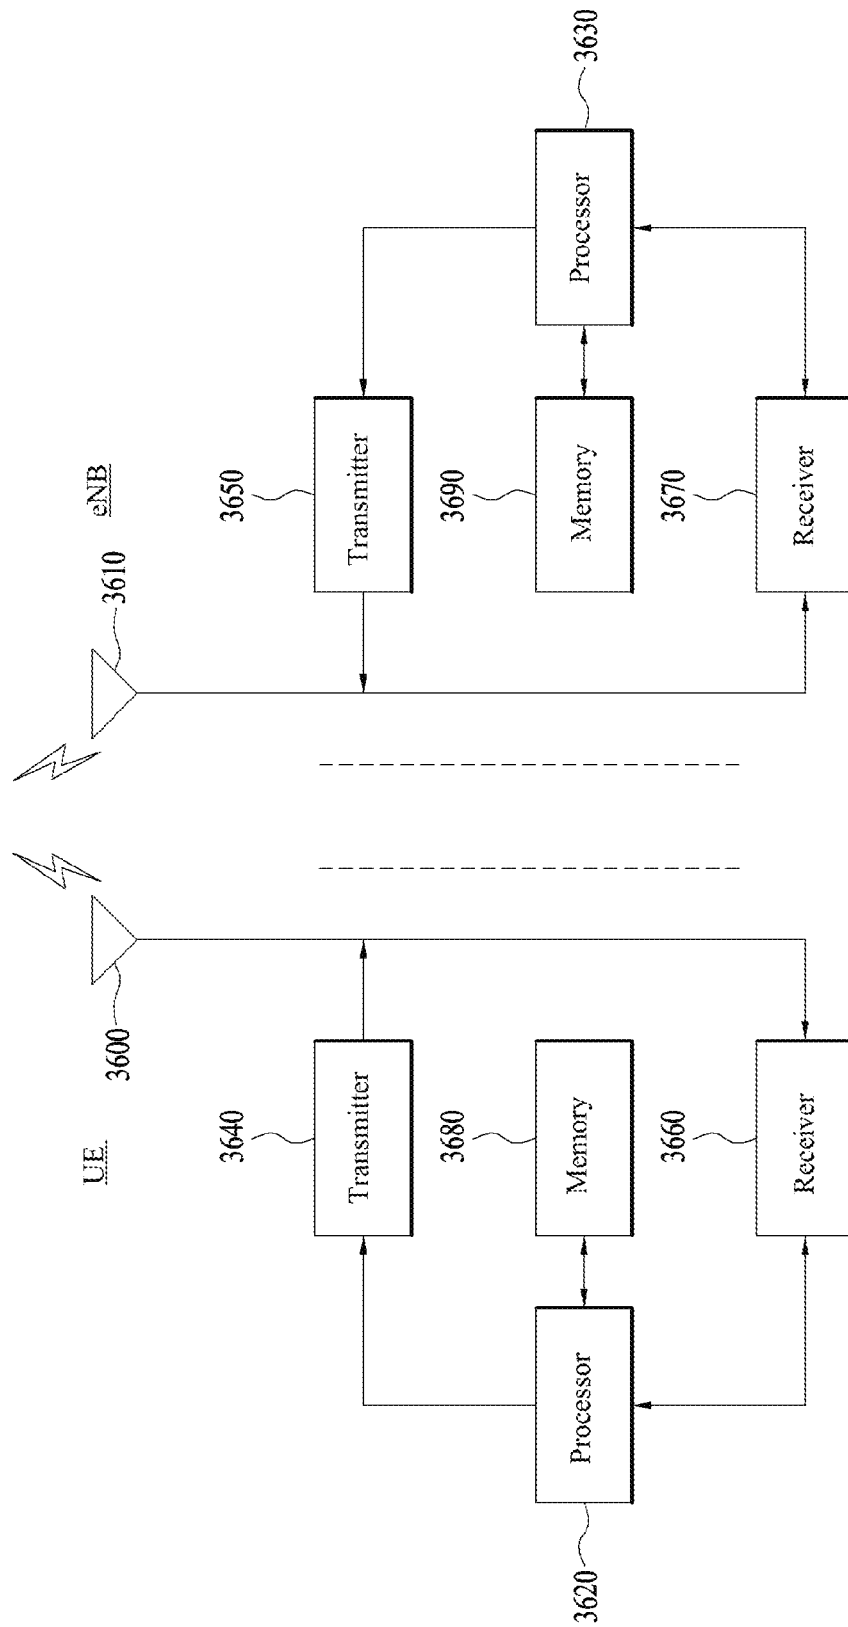 UE
eNB
3600
3610
3640
Transmitter
3650
Transmitter
3620
Processor
3680
Memory
3690
Memory
Processor
3630
3660
Receiver
3670
Receiver